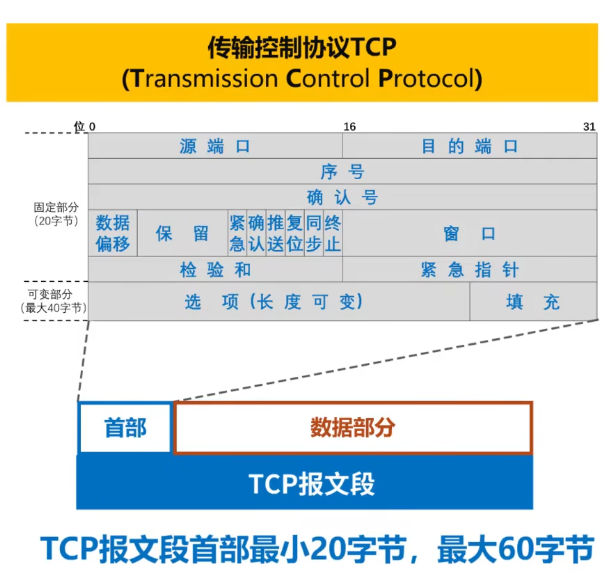 传输控制协议TCP
(Transmission Control Protocol)
位 0 16 31
源端口 目的端口
序号
确认号
固定部分
(20字节)
数据偏移 保留 紧急 确认 推送 复位 同步 终止 窗口
检验和 紧急指针
可变部分
(最大40字节)
选项(长度可变) 填充
首部 数据部分
TCP报文段
TCP报文段首部最小20字节，最大60字节